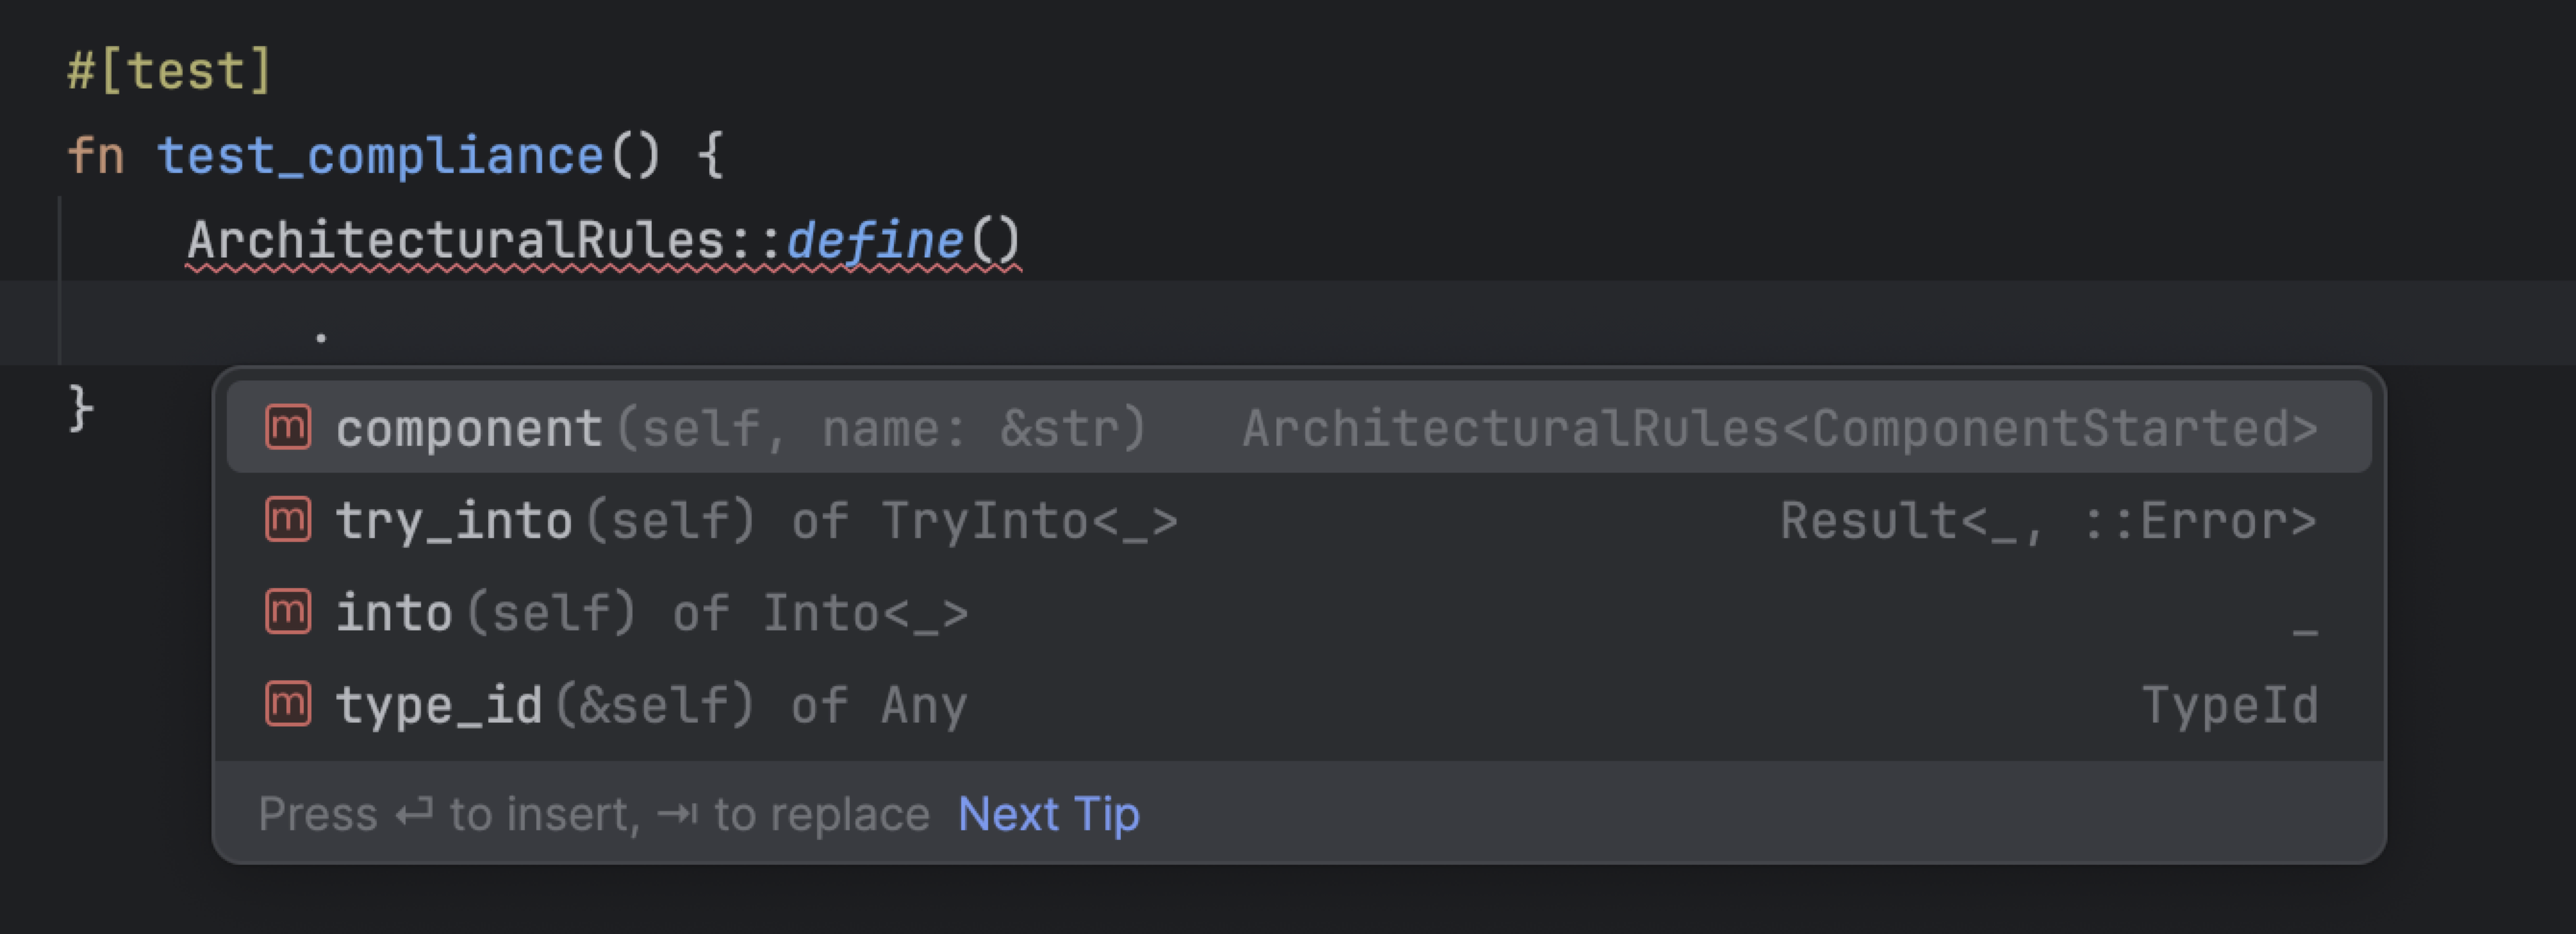 #[test]
fn test_compliance() {
ArchitecturalRules::define()
.
}
m component(self, name: &str) ArchitecturalRules<ComponentStarted>
m try_into(self) of TryInto<_> Result<_, ::Error>
m into(self) of Into<_> _
m type_id(&self) of Any TypeId
Press ↵ to insert, ⇥ to replace Next Tip